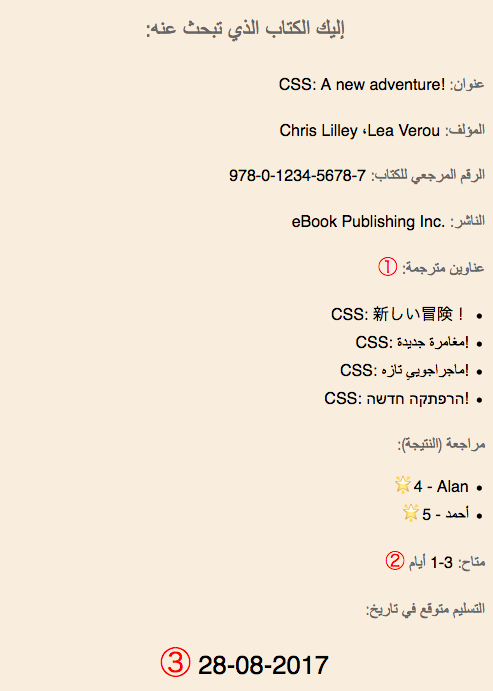 إليك الكتاب الذي تبحث عنه:
عنوان: CSS: A new adventure!
المؤلف: Lea Verou، Chris Lilley
الرقم المرجعي للكتاب: 978-0-1234-5678-7
الناشر: eBook Publishing Inc.
عناوين مترجمة: ①
• CSS: 新しい冒険！
• CSS: مغامرة جديدة!
• CSS: ماجراجویيِ تازه!
• CSS: הרפתקה חדשה!
مراجعة (النتيجة):
• Alan - 4🌟
• أحمد - 5🌟
متاح: 1-3 أيام ②
التسليم متوقع في تاريخ:
③ 28-08-2017